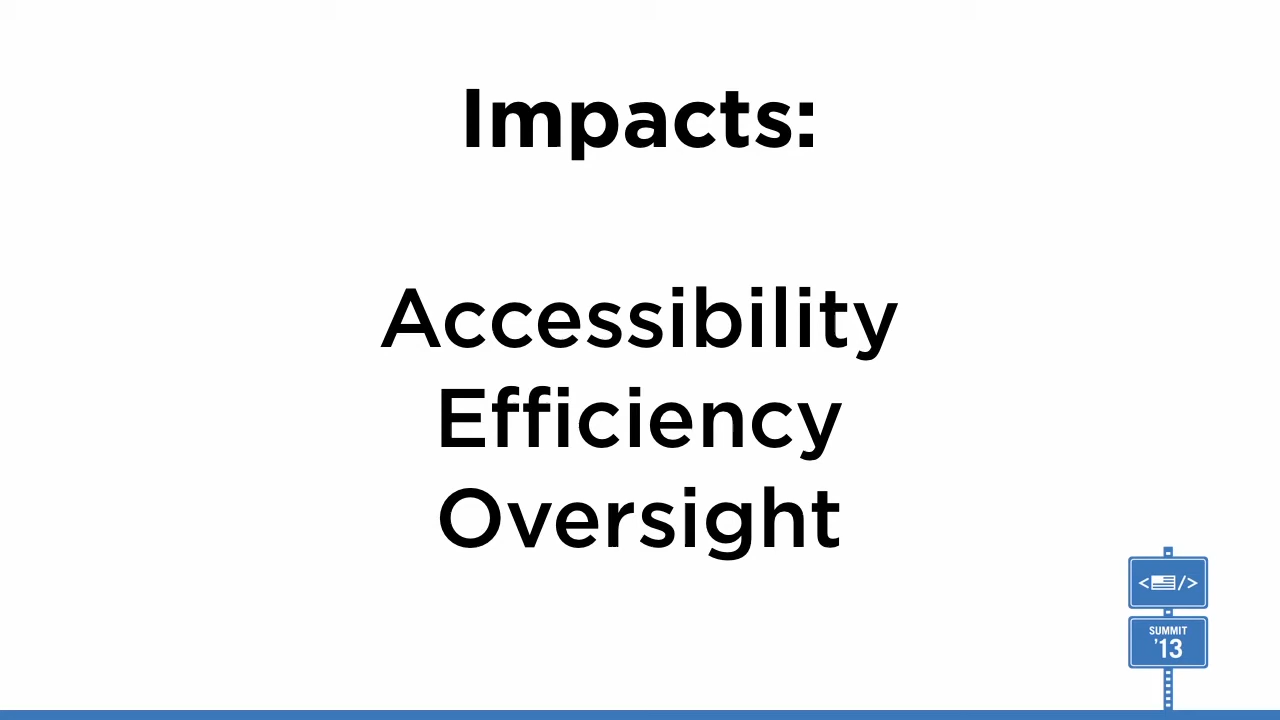 Impacts:
Accessibility
Efficiency
Oversight
< />
SUMMIT
'13